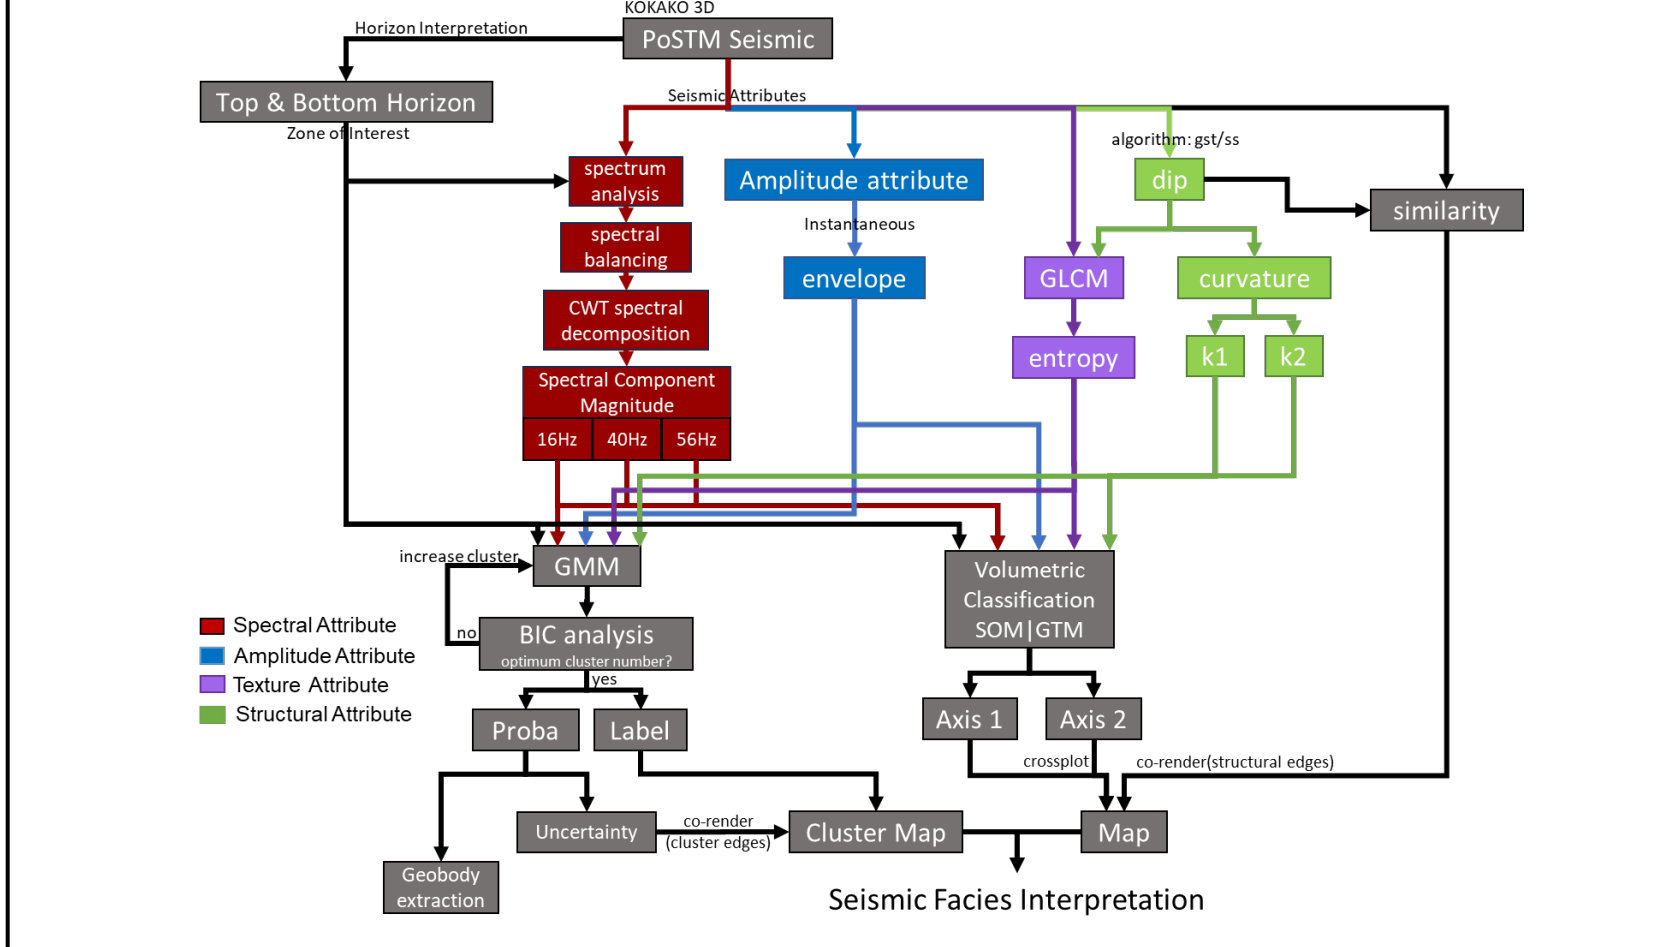 KOKAKO 3D
Horizon Interpretation
PoSTM Seismic
Seismic Attributes
Top & Bottom Horizon
Zone of Interest
algorithm: gst/ss
spectrum
analysis
Amplitude attribute
dip
similarity
Instantaneous
spectral
balancing
envelope
GLCM
curvature
CWT spectral
decomposition
entropy
k1
k2
Spectral Component
Magnitude
16Hz
40Hz
56Hz
increase cluster
GMM
Volumetric
Classification
SOM|GTM
no
BIC analysis
optimum cluster number?
yes
Spectral Attribute
Amplitude Attribute
Texture Attribute
Structural Attribute
Proba
Label
Axis 1
Axis 2
crossplot
co-render(structural edges)
Uncertainty
co-render
(cluster edges)
Cluster Map
Map
Geobody
extraction
Seismic Facies Interpretation